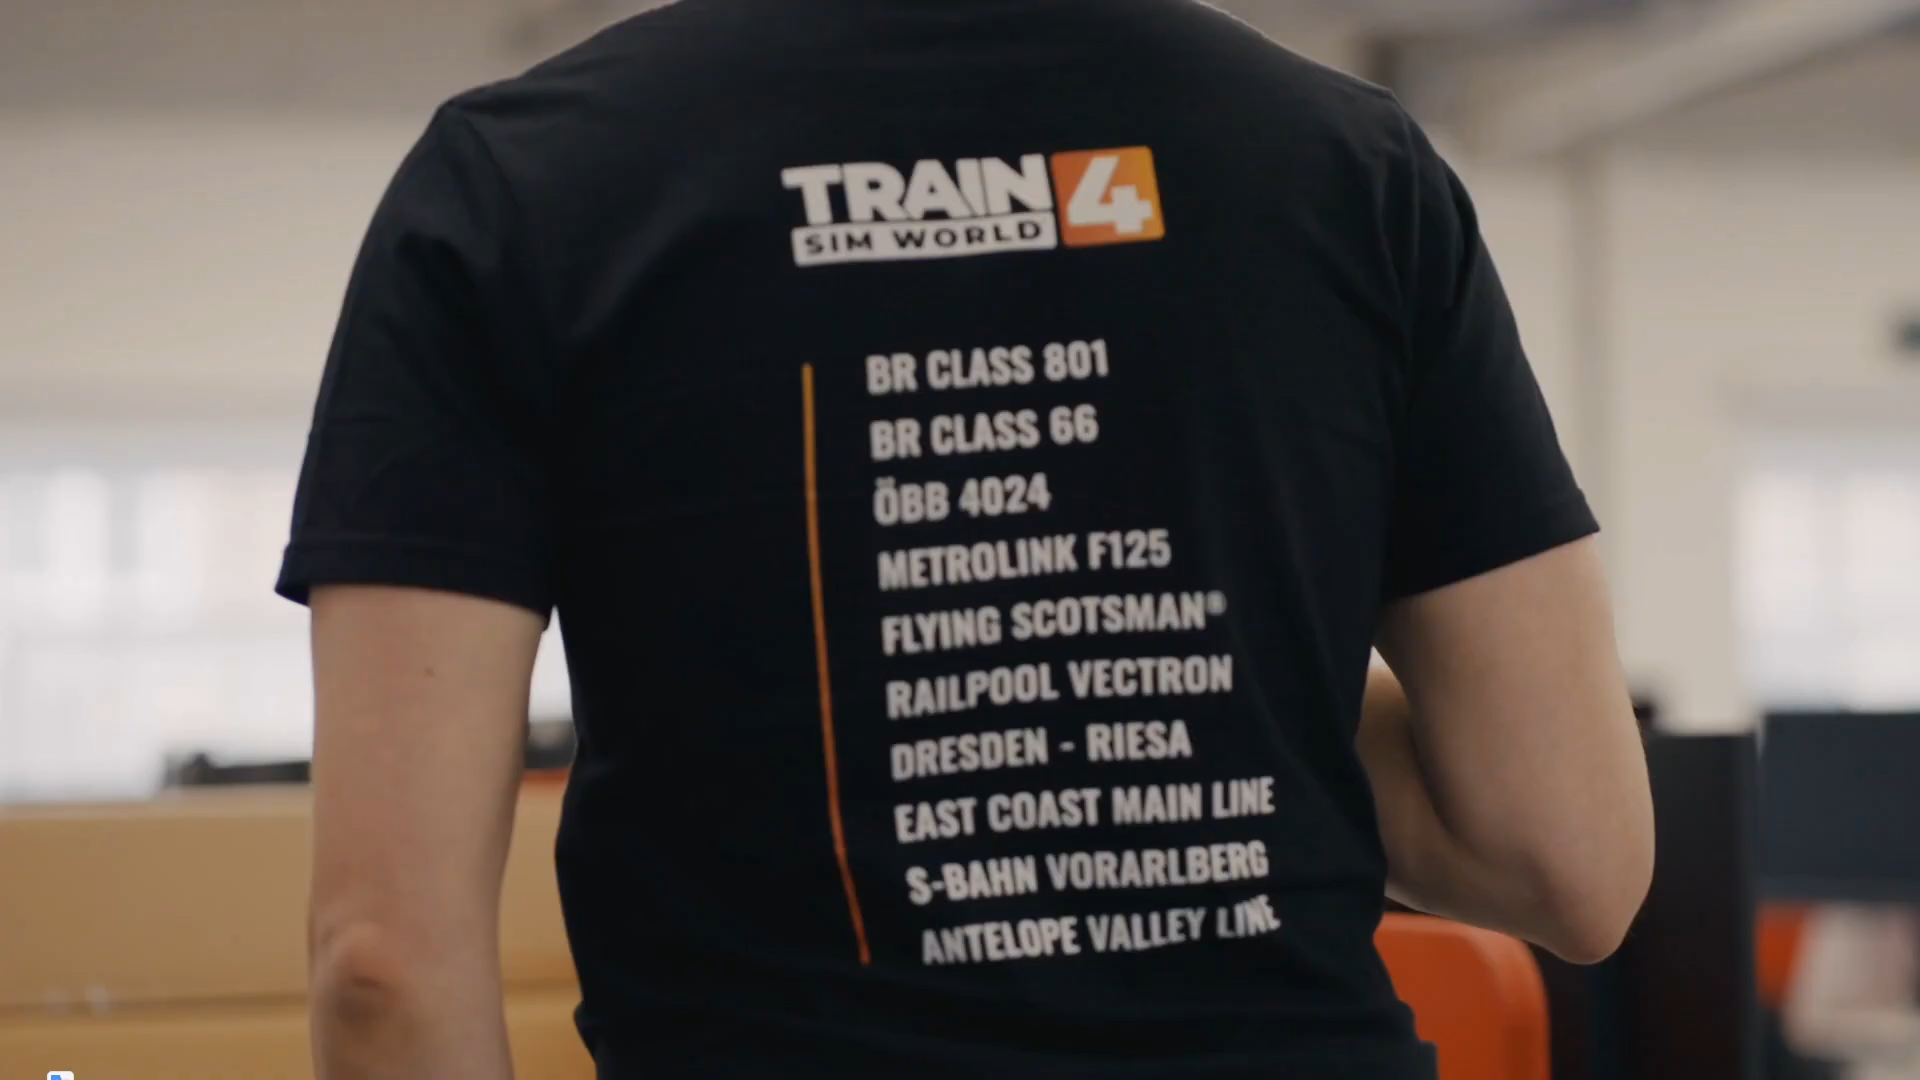 TRAIN 4
SIM WORLD
BR CLASS 801
BR CLASS 66
ÖBB 4024
METROLINK F125
FLYING SCOTSMAN®
RAILPOOL VECTRON
DRESDEN - RIESA
EAST COAST MAIN LINE
S-BAHN VORARLBERG
ANTELOPE VALLEY LINE